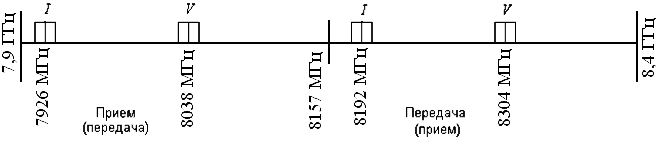 I
V
I
V
7,9 ГГц
7926 МГц
8038 МГц
8157 МГц
8192 МГц
8304 МГц
8,4 ГГц
Прием
(передача)
Передача
(прием)